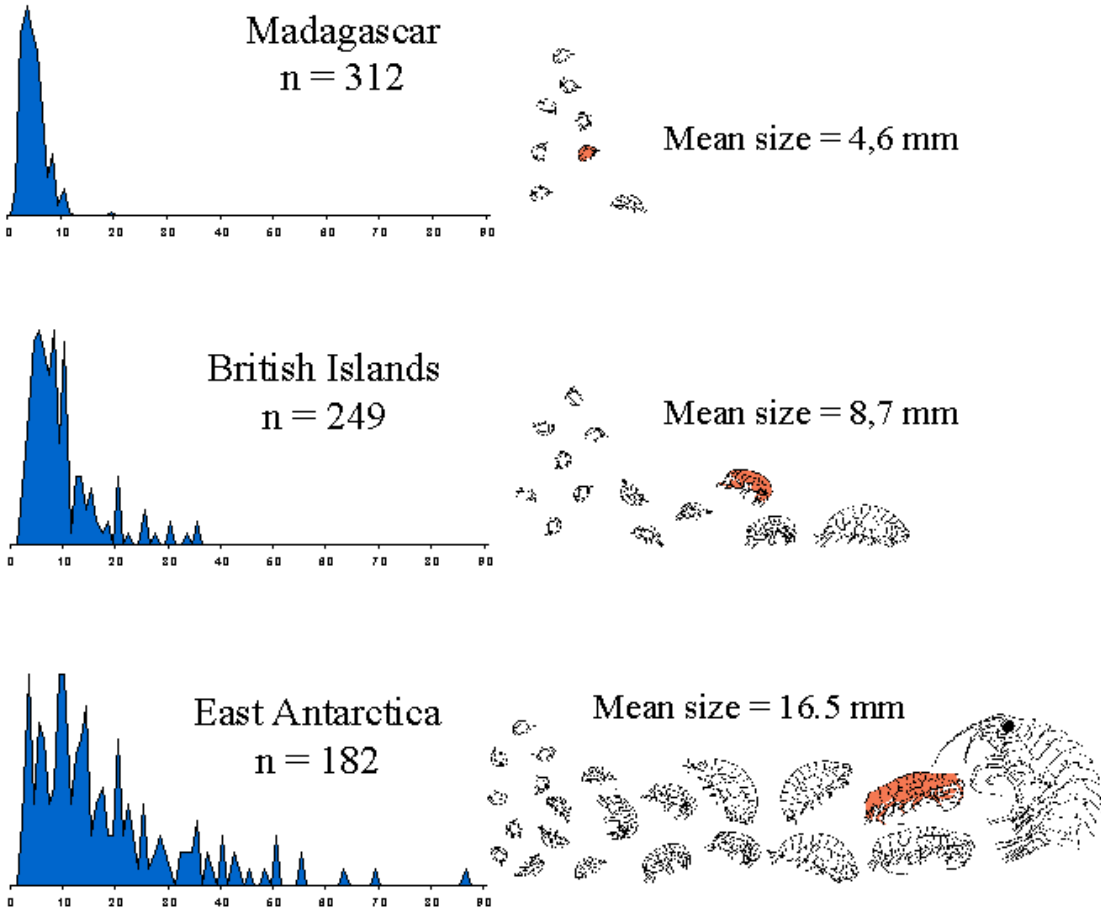 Madagascar
n = 312
Mean size = 4,6 mm
0 10 20 30 40 50 60 70 80 90
British Islands
n = 249
Mean size = 8,7 mm
0 10 20 30 40 50 60 70 80 90
East Antarctica
n = 182
Mean size = 16.5 mm
0 10 20 30 40 50 60 70 80 90